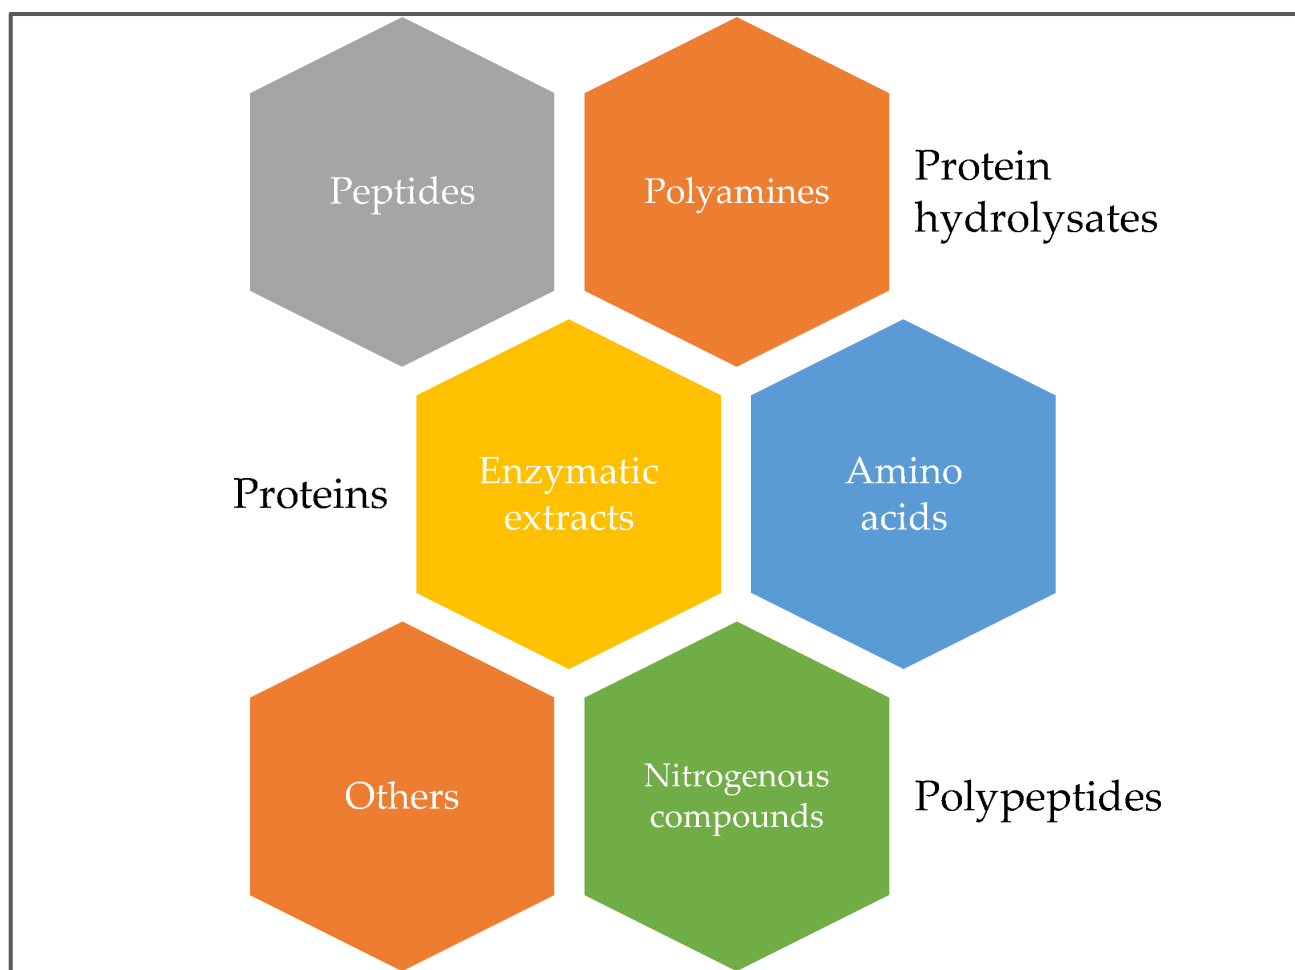 Peptides
Polyamines
Protein
hydrolysates
Proteins
Enzymatic
extracts
Amino
acids
Others
Nitrogenous
compounds
Polypeptides